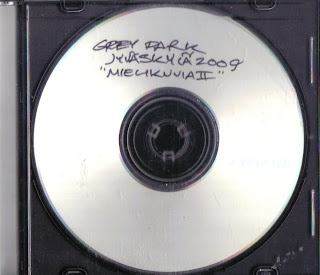 GREY PARK
JYVÄSKYLÄ 2009
"MIELIKUVIA II"